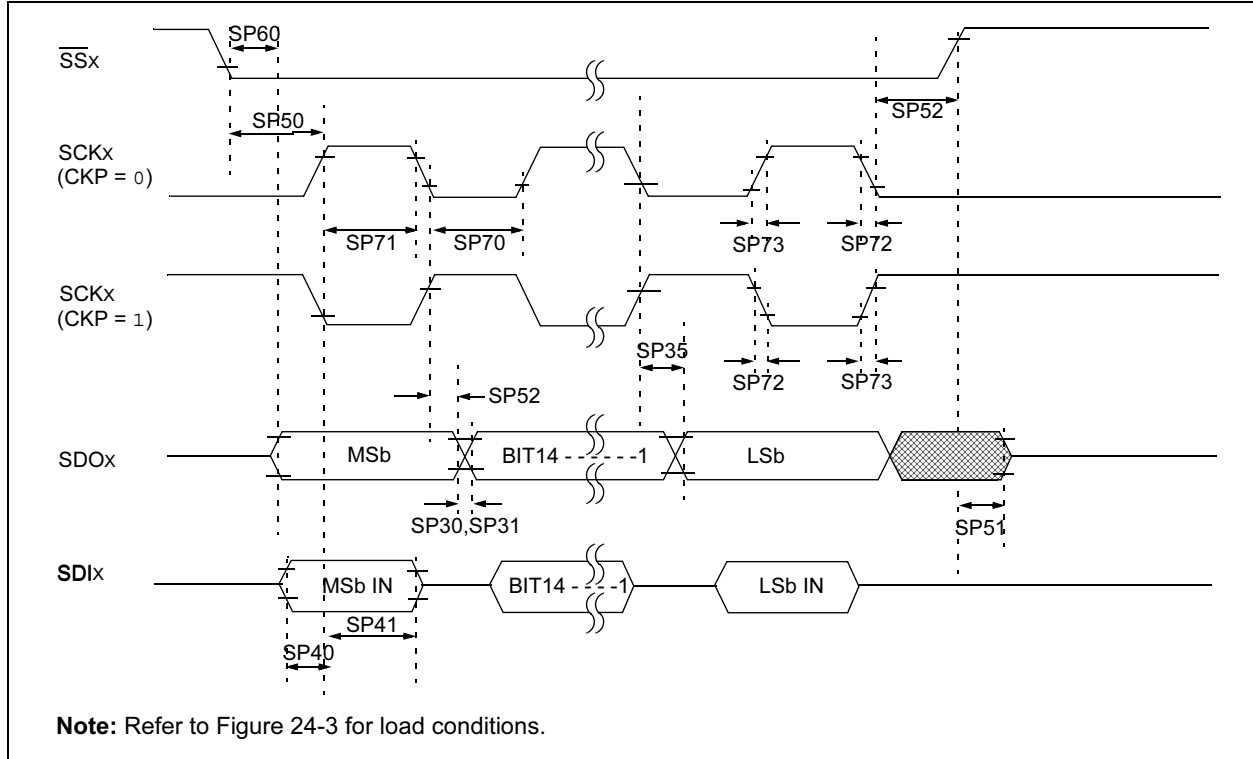 SP60
SSx
SP52
SP50
SCKx
(CKP = 0)
SP71
SP70
SP73
SP72
SCKx
(CKP = 1)
SP35
SP72
SP73
SP52
SDOx
MSb
BIT14 - - - - - -1
LSb
SP30,SP31
SP51
SDIx
MSb IN
BIT14 - - - -1
LSb IN
SP41
SP40
Note: Refer to Figure 24-3 for load conditions.